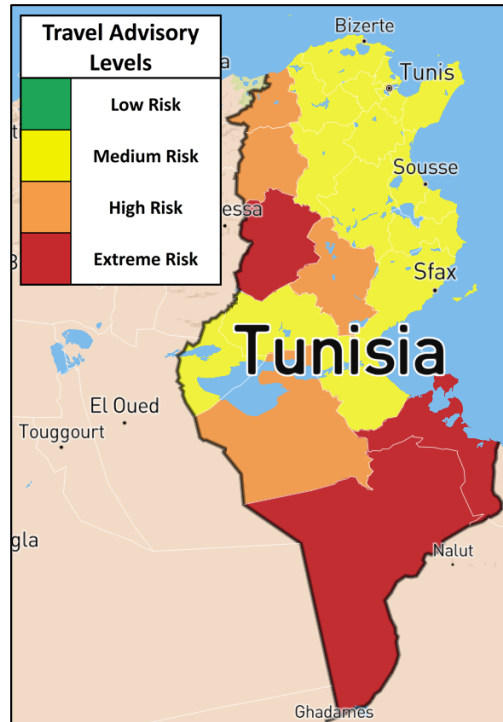 Travel Advisory
Levels
Low Risk
Medium Risk
High Risk
Extreme Risk
Bizerte
Tunis
Sousse
essa
Sfax
Tunisia
El Oued
Touggourt
gla
Nalut
Ghadames